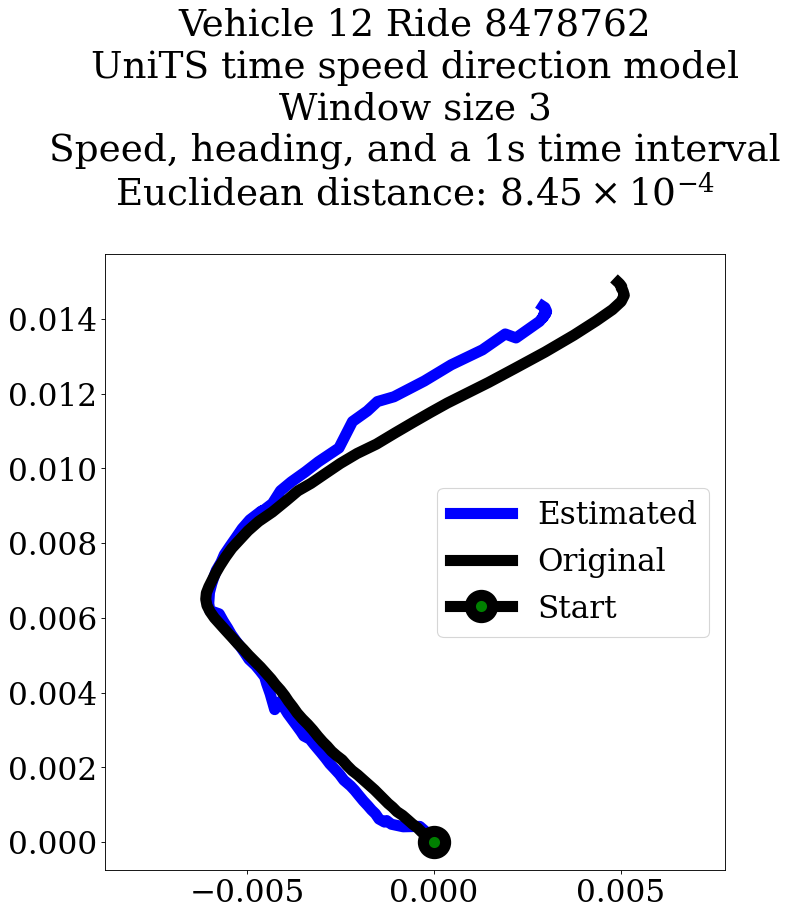 Vehicle 12 Ride 8478762
UniTS time speed direction model
Window size 3
Speed, heading, and a 1s time interval
Euclidean distance: 8.45 × 10⁻⁴
0.014
0.012
0.010
0.008
0.006
0.004
0.002
0.000
−0.005
0.000
0.005
Estimated
Original
Start